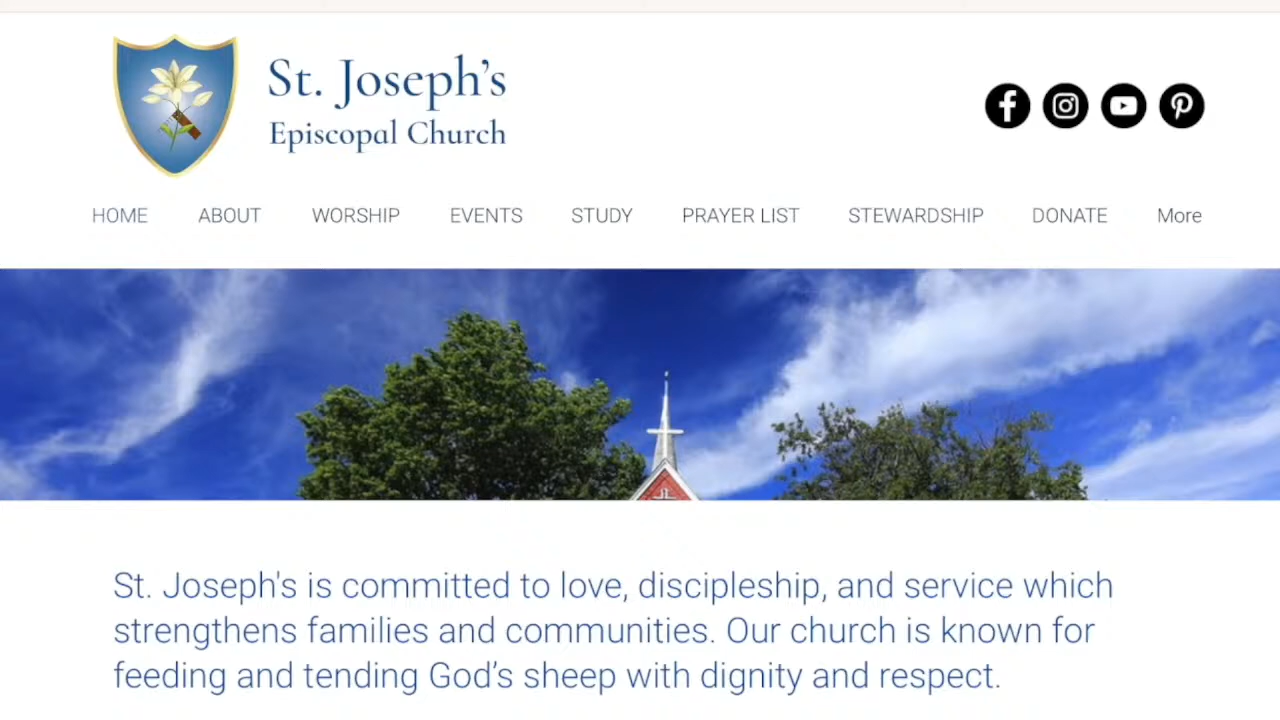 St. Joseph’s
Episcopal Church
HOME ABOUT WORSHIP EVENTS STUDY PRAYER LIST STEWARDSHIP DONATE More
St. Joseph's is committed to love, discipleship, and service which
strengthens families and communities. Our church is known for
feeding and tending God’s sheep with dignity and respect.